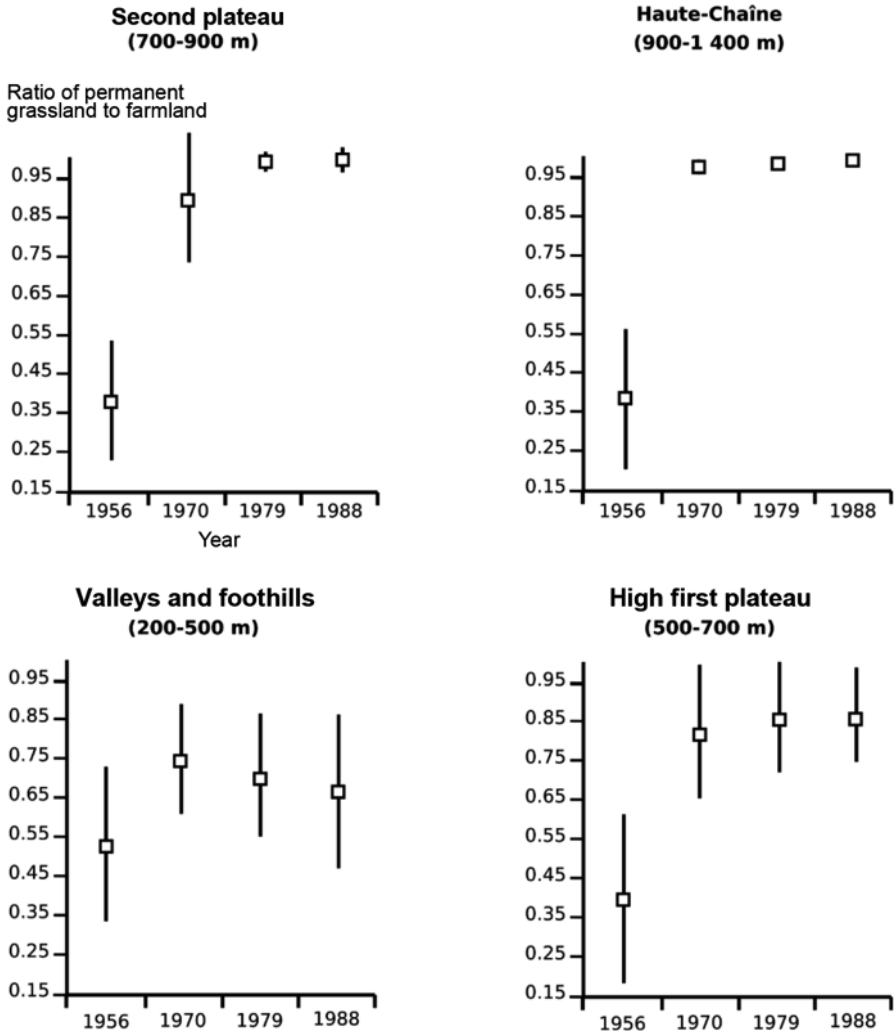 Second plateau
(700-900 m)
Ratio of permanent
grassland to farmland
0.95
0.85
0.75
0.65
0.55
0.45
0.35
0.25
0.15
1956 1970 1979 1988
Year
Haute-Chaîne
(900-1 400 m)
0.95
0.85
0.75
0.65
0.55
0.45
0.35
0.25
0.15
1956 1970 1979 1988
Valleys and foothills
(200-500 m)
0.95
0.85
0.75
0.65
0.55
0.45
0.35
0.25
0.15
1956 1970 1979 1988
High first plateau
(500-700 m)
0.95
0.85
0.75
0.65
0.55
0.45
0.35
0.25
0.15
1956 1970 1979 1988